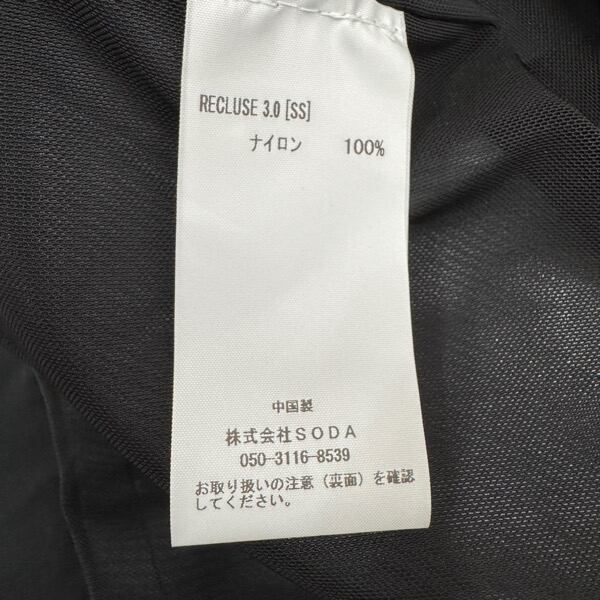 RECLUSE 3.0 [SS]
ナイロン 100%
中国製
株式会社SODA
050-3116-8539
お取り扱いの注意（裏面）を確認
してください。